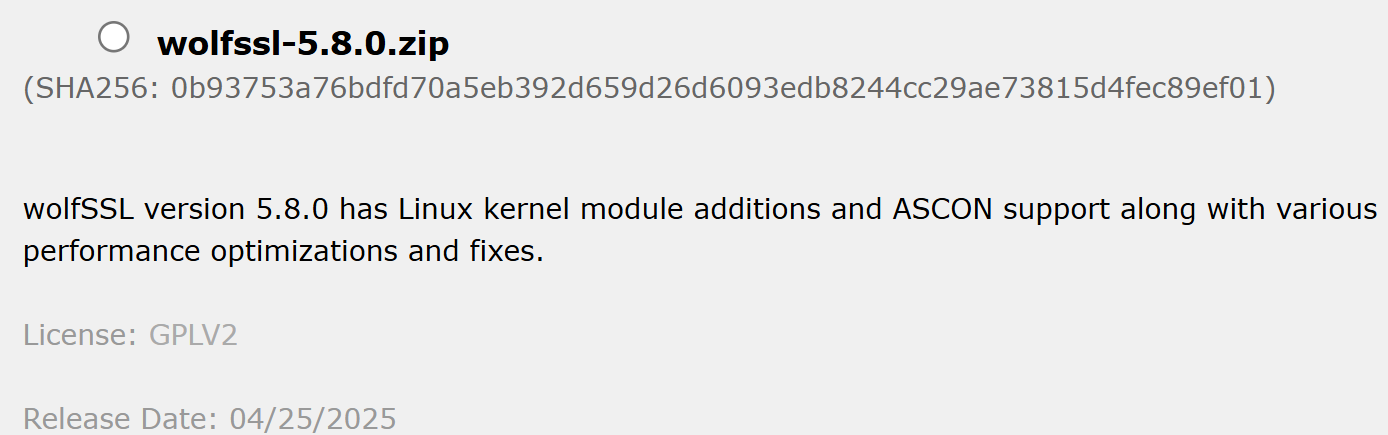 wolfssl-5.8.0.zip
(SHA256: 0b93753a76bdfd70a5eb392d659d26d6093edb8244cc29ae73815d4fec89ef01)
wolfSSL version 5.8.0 has Linux kernel module additions and ASCON support along with various
performance optimizations and fixes.
License: GPLV2
Release Date: 04/25/2025